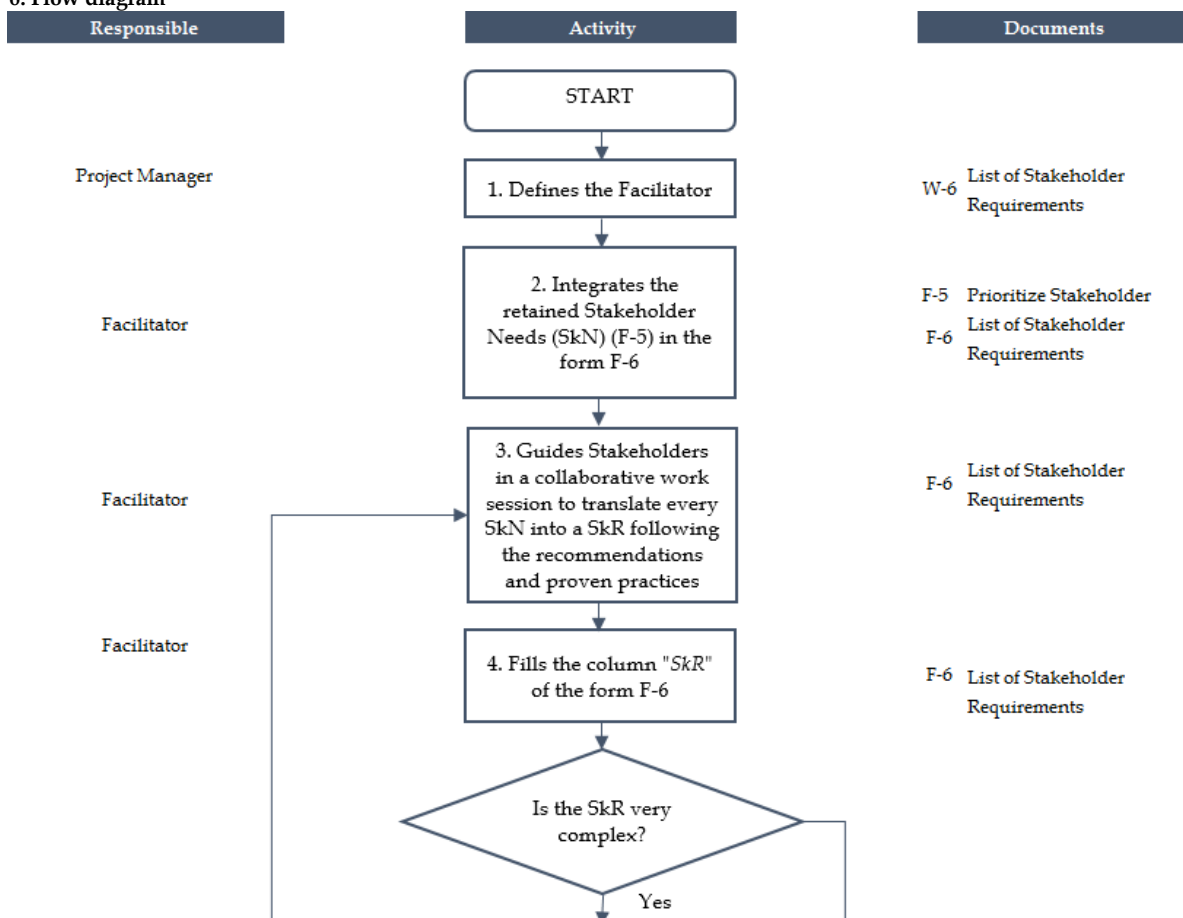 6. Flow diagram
Responsible
Activity
Documents
START
Project Manager
1. Defines the Facilitator
W-6
List of Stakeholder
Requirements
Facilitator
2. Integrates the
retained Stakeholder
Needs (SkN) (F-5) in the
form F-6
F-5 Prioritize Stakeholder
F-6
List of Stakeholder
Requirements
Facilitator
3. Guides Stakeholders
in a collaborative work
session to translate every
SkN into a SkR following
the recommendations
and proven practices
F-6
List of Stakeholder
Requirements
Facilitator
4. Fills the column "SkR"
of the form F-6
F-6 List of Stakeholder
Requirements
Is the SkR very
complex?
Yes